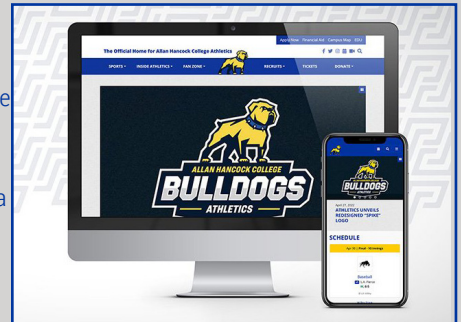 e
a
Apply Now Financial Aid Campus Map
The Official Home for Allan Hancock College Athletics
SPORTS INSIDE ATHLETICS FAN ZONE RECRUITS TICKETS DONATE
ALLAN HANCOCK COLLEGE
BULLDOGS
ATHLETICS
BULLDOGS
ATHLETICS
ATHLETICS UNVEILS
REDESIGNED "SPIKE"
LOGO
SCHEDULE
Baseball